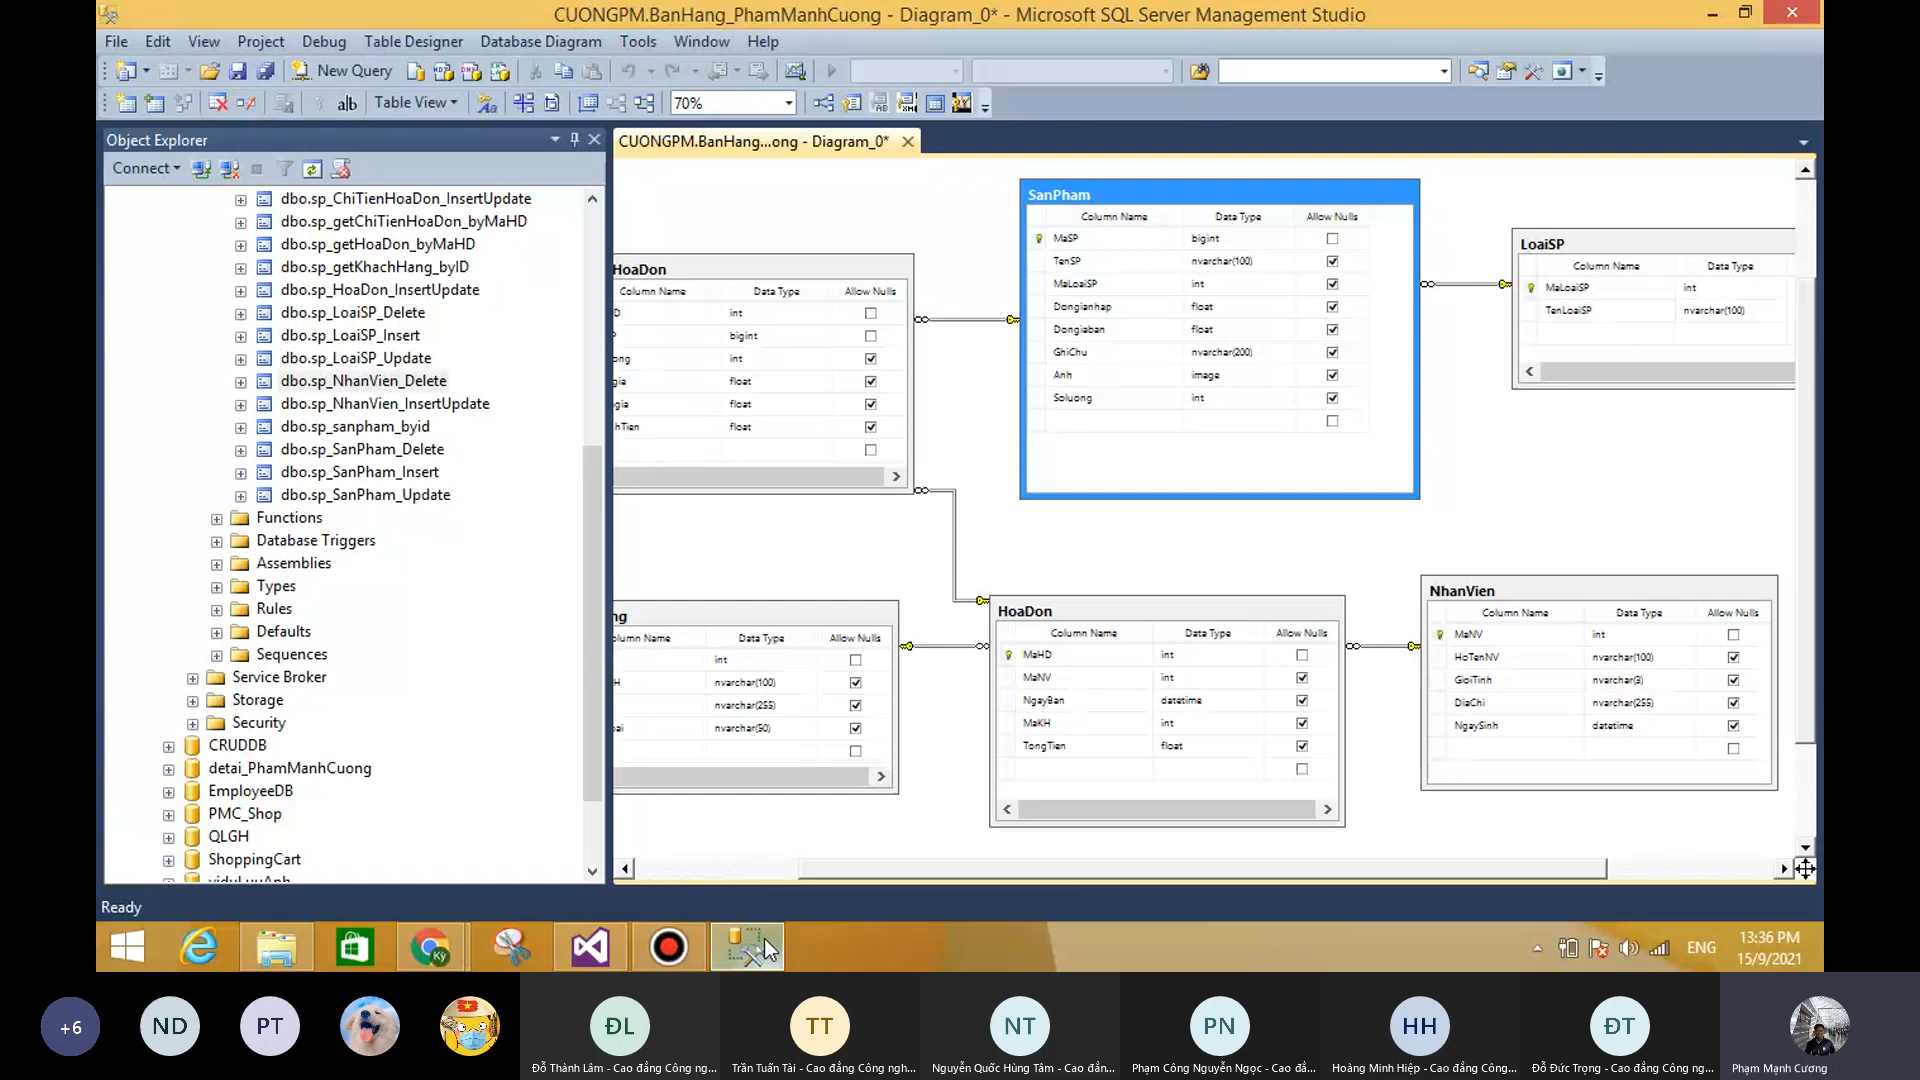 CUONGPM.BanHang_PhamManhCuong - Diagram_0* - Microsoft SQL Server Management Studio
File Edit View Project Debug Table Designer Database Diagram Tools Window Help
New Query
Table View 70%
Object Explorer
Connect
dbo.sp_ChiTienHoaDon_InsertUpdate
dbo.sp_getChiTienHoaDon_byMaHD
dbo.sp_getHoaDon_byMaHD
dbo.sp_getKhachHang_byID
dbo.sp_HoaDon_InsertUpdate
dbo.sp_LoaiSP_Delete
dbo.sp_LoaiSP_Insert
dbo.sp_LoaiSP_Update
dbo.sp_NhanVien_Delete
dbo.sp_NhanVien_InsertUpdate
dbo.sp_sanpham_byid
dbo.sp_SanPham_Delete
dbo.sp_SanPham_Insert
dbo.sp_SanPham_Update
Functions
Database Triggers
Assemblies
Types
Rules
Defaults
Sequences
Service Broker
Storage
Security
CRUDDB
detai_PhamManhCuong
EmployeeDB
PMC_Shop
QLGH
ShoppingCart
CUONGPM.BanHang...ong - Diagram_0*
HoaDon
Column Name Data Type Allow Nulls
D int
P bigint
ong int
gia float
gia float
hTien float
SanPham
Column Name Data Type Allow Nulls
MaSP bigint
TenSP nvarchar(100)
MaLoaiSP int
Dongianhap float
Dongiaban float
GhiChu nvarchar(200)
Anh image
Soluong int
LoaiSP
Column Name Data Type
MaLoaiSP int
TenLoaiSP nvarchar(100)
ng
olumn Name Data Type Allow Nulls
int
H nvarchar(100)
nvarchar(255)
oai nvarchar(50)
HoaDon
Column Name Data Type Allow Nulls
MaHD int
MaNV int
NgayBan datetime
MaKH int
TongTien float
NhanVien
Column Name Data Type Allow Nulls
MaNV int
HoTenNV nvarchar(100)
GioiTinh nvarchar(3)
DiaChi nvarchar(255)
NgaySinh datetime
Ready
Kỳ
ENG
13:36 PM
15/9/2021
+6 ND PT ĐL TT NT PN HH ĐT
Đỗ Thành Lâm - Cao đẳng Công ng...
Trần Tuấn Tài - Cao đẳng Công ngh...
Nguyễn Quốc Hùng Tâm - Cao đẳn...
Phạm Công Nguyễn Ngọc - Cao đẳ...
Hoàng Minh Hiệp - Cao đẳng Công...
Đỗ Đức Trọng - Cao đẳng Công ng...
Phạm Mạnh Cương